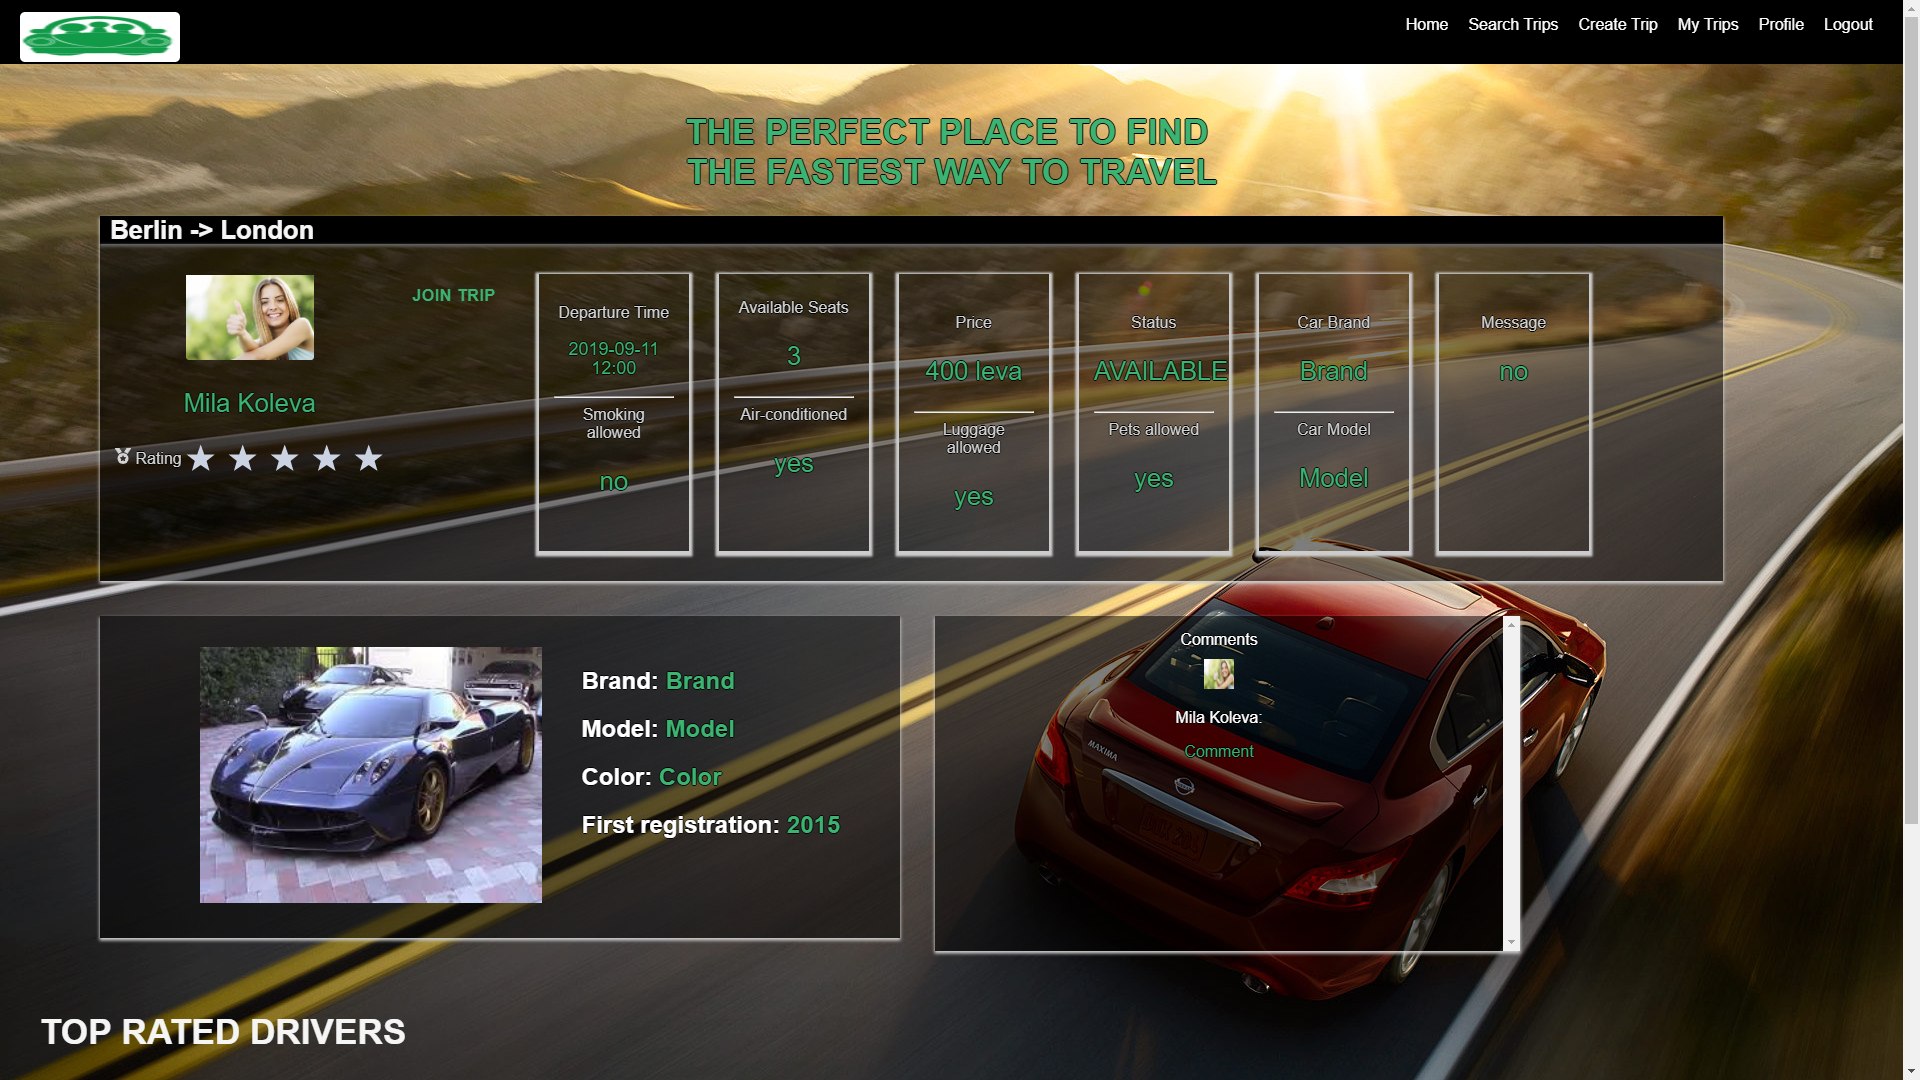 Home Search Trips Create Trip My Trips Profile Logout
THE PERFECT PLACE TO FIND
THE FASTEST WAY TO TRAVEL
Berlin -> London
Mila Koleva
Rating
JOIN TRIP
Departure Time
2019-09-11
12:00
Smoking
allowed
no
Available Seats
3
Air-conditioned
yes
Price
400 leva
Luggage
allowed
yes
Status
AVAILABLE
Pets allowed
yes
Car Brand
Brand
Car Model
Model
Message
no
Brand: Brand
Model: Model
Color: Color
First registration: 2015
Comments
Mila Koleva:
Comment
MAXIMA
TOP RATED DRIVERS